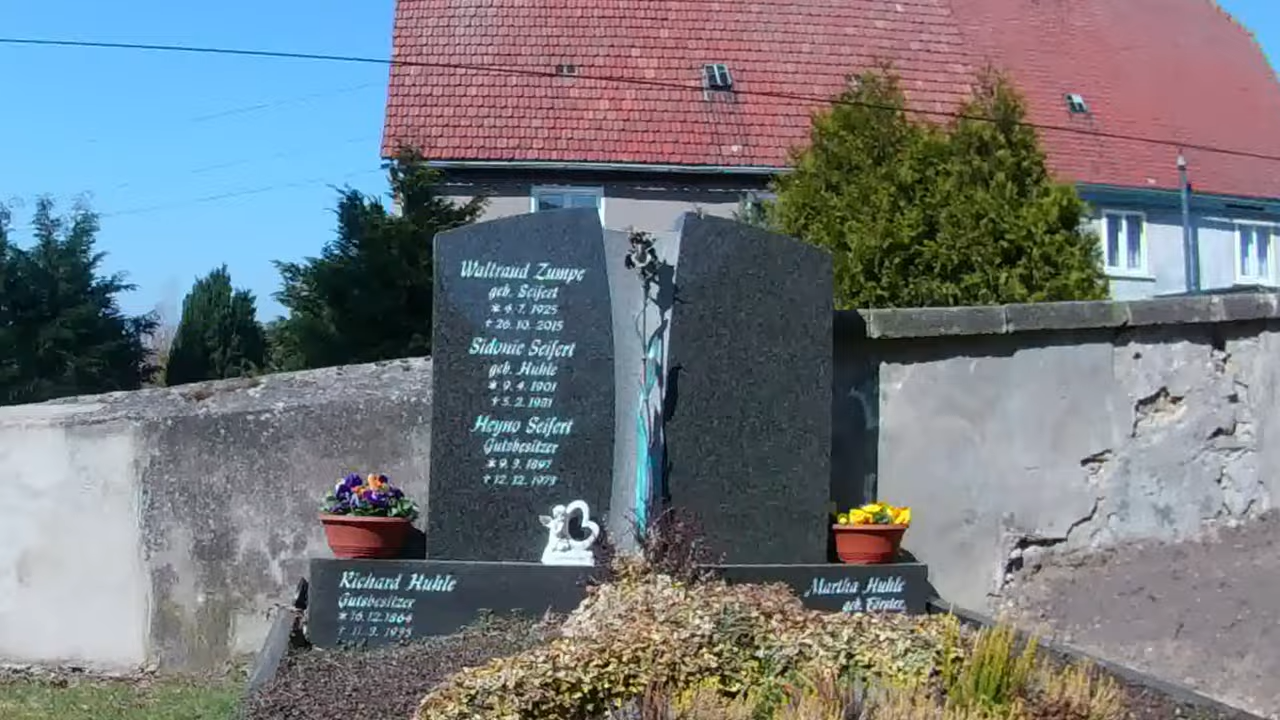 Waltraud Zumpe
geb. Seifert
* 4. 7. 1925
† 26. 10. 2015
Sidonie Seifert
geb. Huhle
* 9. 4. 1901
† 5. 2. 1981
Heyno Seifert
Gutsbesitzer
* 9. 9. 1897
† 12. 12. 1973
Richard Huhle
Gutsbesitzer
* 16. 12. 1864
Martha Huhle
geb. Förster